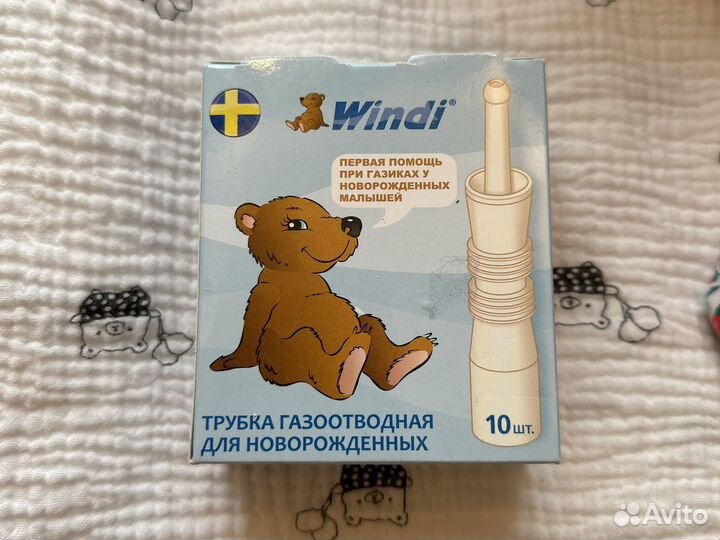 Windi®
ПЕРВАЯ ПОМОЩЬ
ПРИ ГАЗИКАХ У
НОВОРОЖДЕННЫХ
МАЛЫШЕЙ
ТРУБКА ГАЗООТВОДНАЯ
ДЛЯ НОВОРОЖДЕННЫХ
10 шт.
Avito